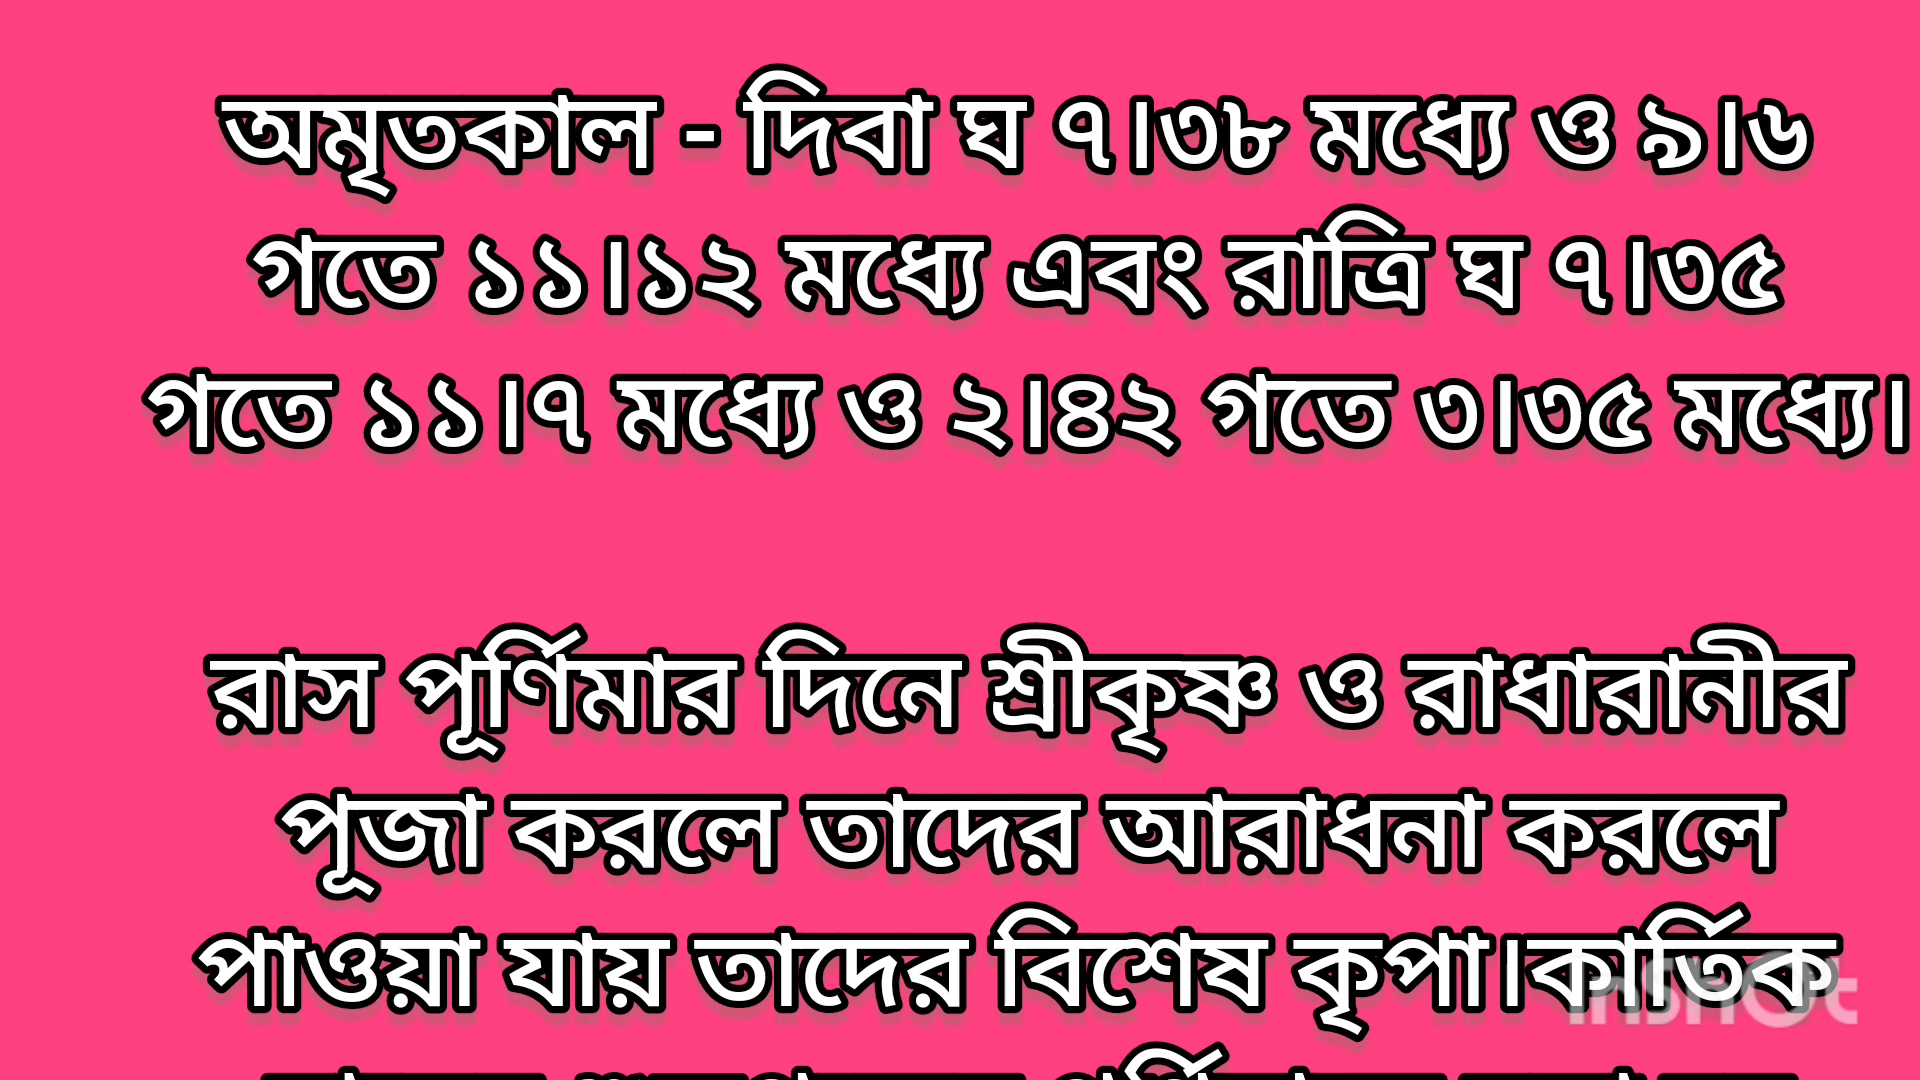 অমৃতকাল - দিবা ঘ ৭।৩৮ মধ্যে ও ৯।৬
গতে ১১।১২ মধ্যে এবং রাত্রি ঘ ৭।৩৫
গতে ১১।৭ মধ্যে ও ২।৪২ গতে ৩।৩৫ মধ্যে।
রাস পূর্ণিমার দিনে শ্রীকৃষ্ণ ও রাধারানীর
পূজা করলে তাদের আরাধনা করলে
পাওয়া যায় তাদের বিশেষ কৃপা।কার্তিক
InShOt